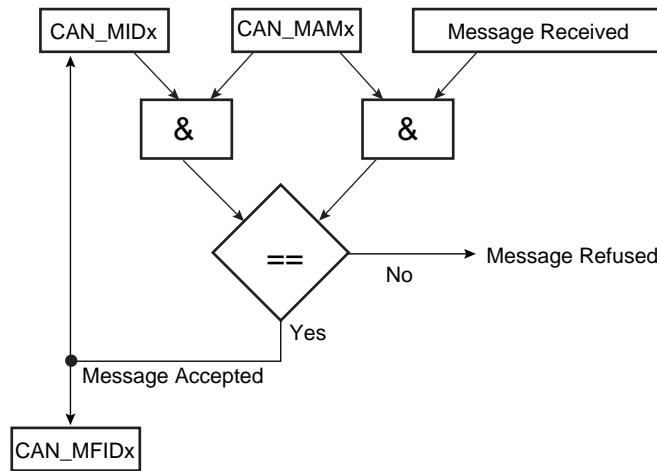 CAN_MIDx
CAN_MAMx
Message Received
&
&
==
No
Message Refused
Yes
Message Accepted
CAN_MFIDx